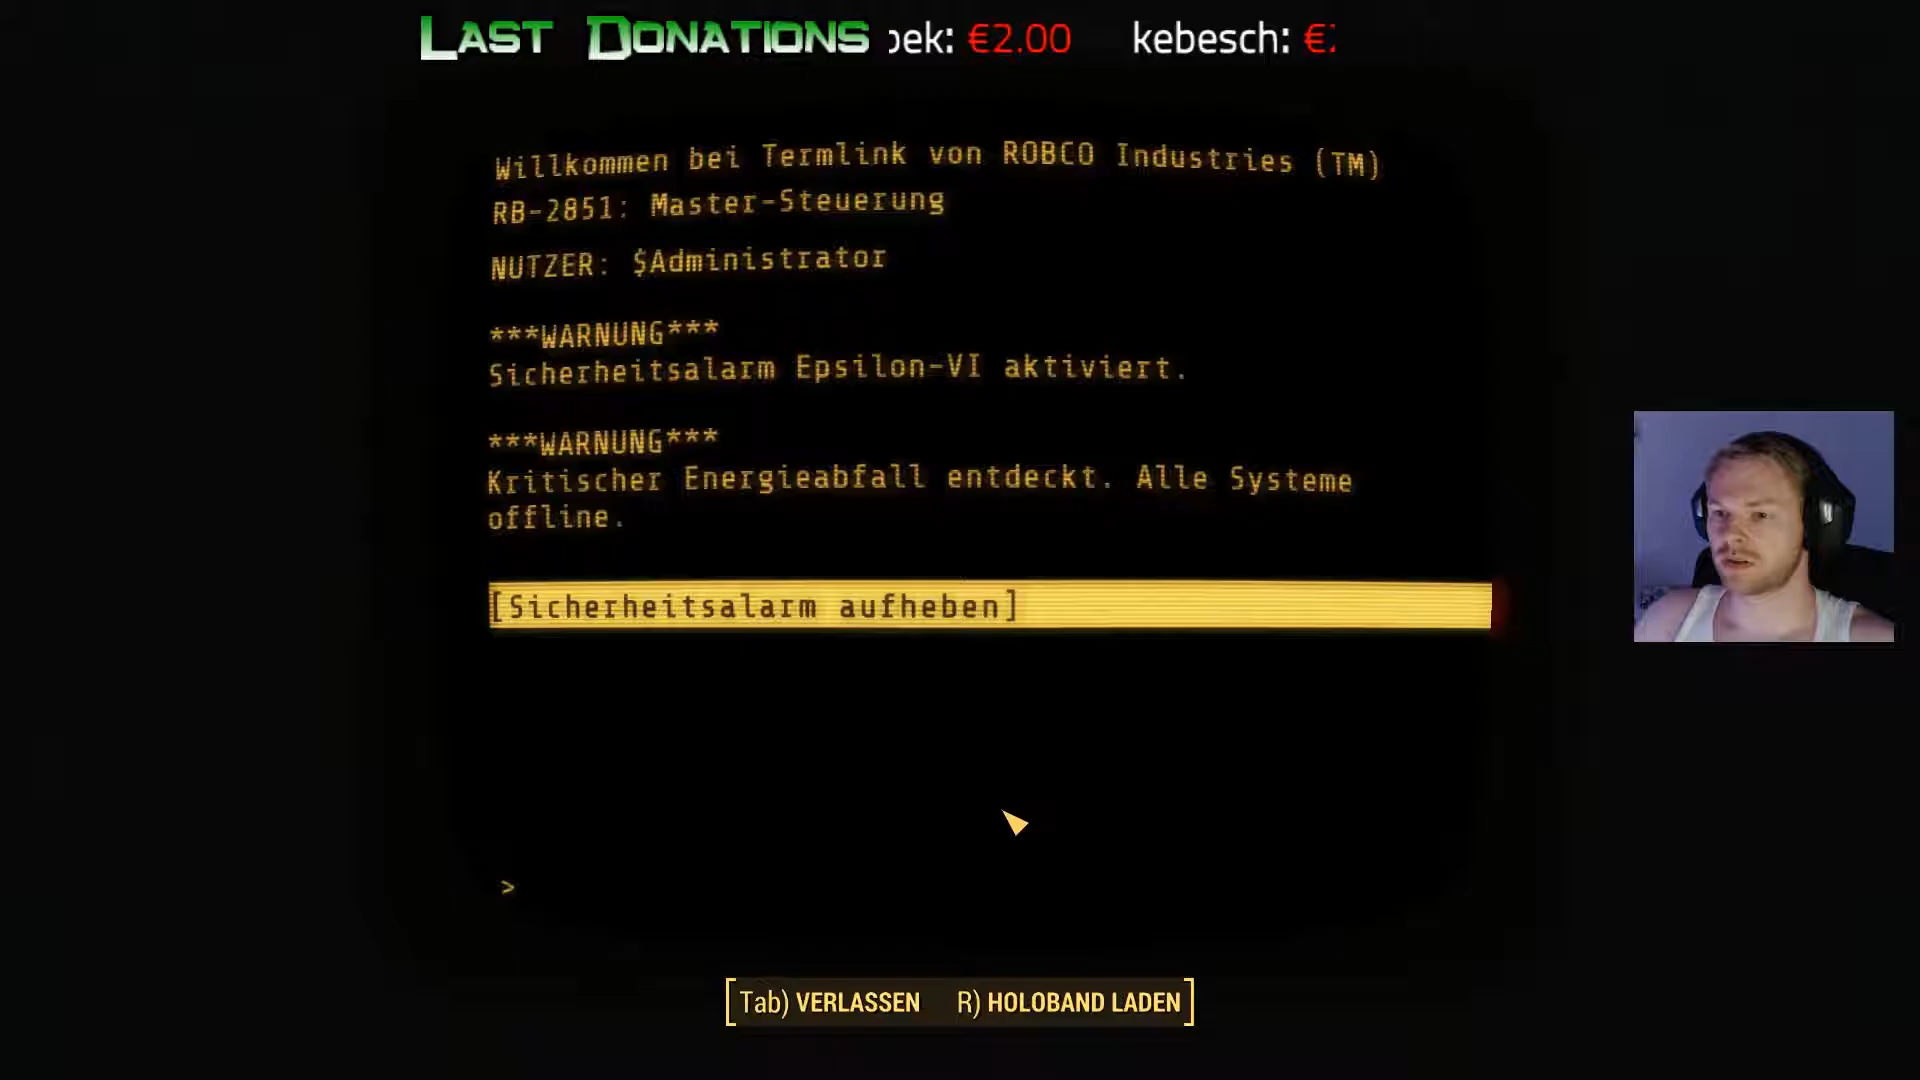 LAST DONATIONS bek: €2.00 kebesch: €
Willkommen bei Termlink von ROBCO Industries (TM)
RB-2851: Master-Steuerung
NUTZER: $Administrator
***WARNUNG***
Sicherheitsalarm Epsilon-VI aktiviert.
***WARNUNG***
Kritischer Energieabfall entdeckt. Alle Systeme
offline.
[Sicherheitsalarm aufheben]
>
[Tab) VERLASSEN R) HOLOBAND LADEN]